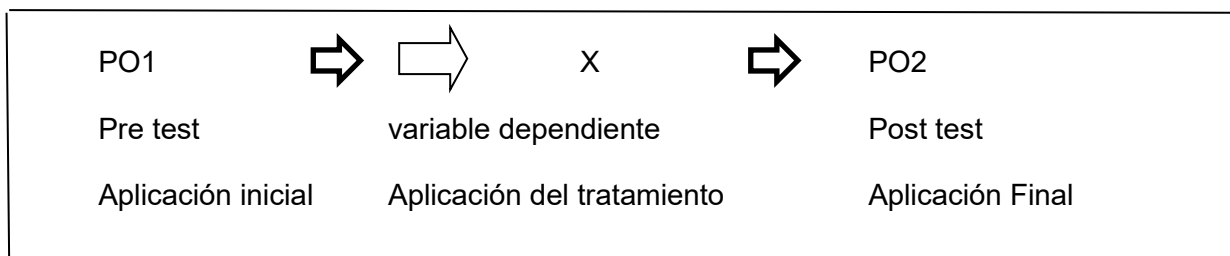 PO1 X PO2
Pre test variable dependiente Post test
Aplicación inicial Aplicación del tratamiento Aplicación Final